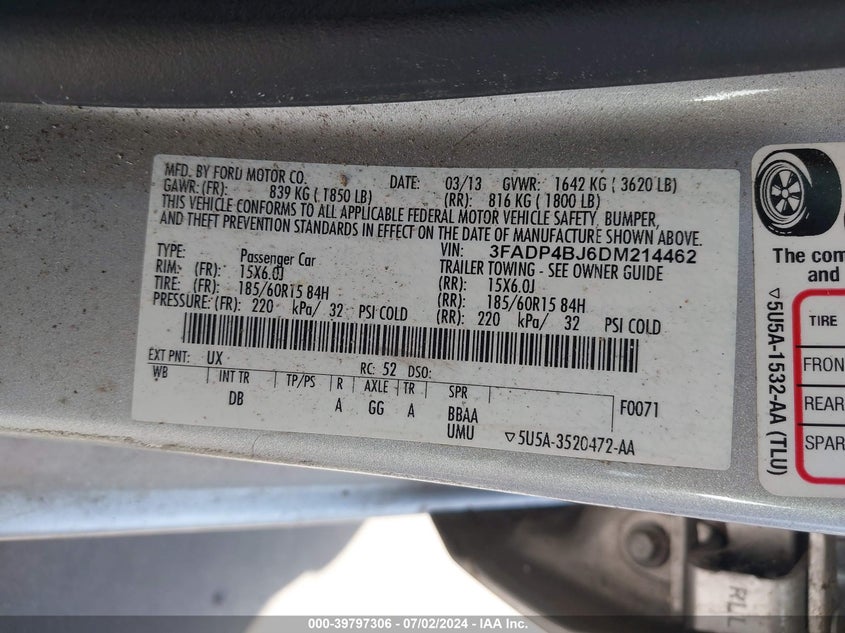 MFD. BY FORD MOTOR CO. DATE: 03/13 GVWR: 1642 KG ( 3620 LB)
GAWR: (FR): 839 KG ( 1850 LB) (RR): 816 KG ( 1800 LB)
THIS VEHICLE CONFORMS TO ALL APPLICABLE FEDERAL MOTOR VEHICLE SAFETY, BUMPER,
AND THEFT PREVENTION STANDARDS IN EFFECT ON THE DATE OF MANUFACTURE SHOWN ABOVE.
VIN: 3FADP4BJ6DM214462
TYPE: Passenger Car TRAILER TOWING - SEE OWNER GUIDE
RIM: (FR): 15X6.0J (RR): 15X6.0J
TIRE: (FR): 185/60R15 84H (RR): 185/60R15 84H
PRESSURE: (FR): 220 kPa/ 32 PSI COLD (RR): 220 kPa/ 32 PSI COLD
EXT PNT: UX RC: 52 DSO:
WB INT TR TP/PS R AXLE TR SPR
DB A GG A BBAA F0071
UMU ▽5U5A-3520472-AA
The com
and
▽5U5A-1532-AA (TLU)
TIRE
FRON
REAR
SPAR
RLL
000-39797306 - 07/02/2024 - IAA Inc.